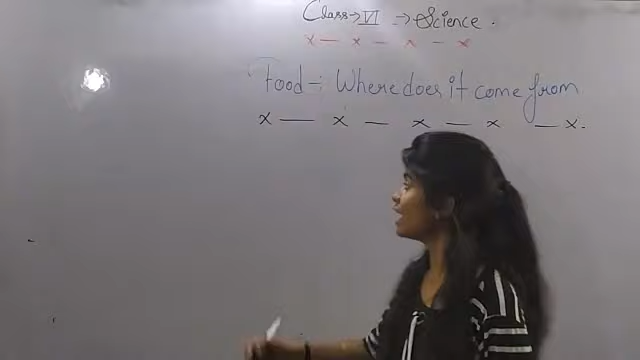 Class → VI → Science.
x — x — x — x
Food - : Where does it come from
x — x — x — x — x.